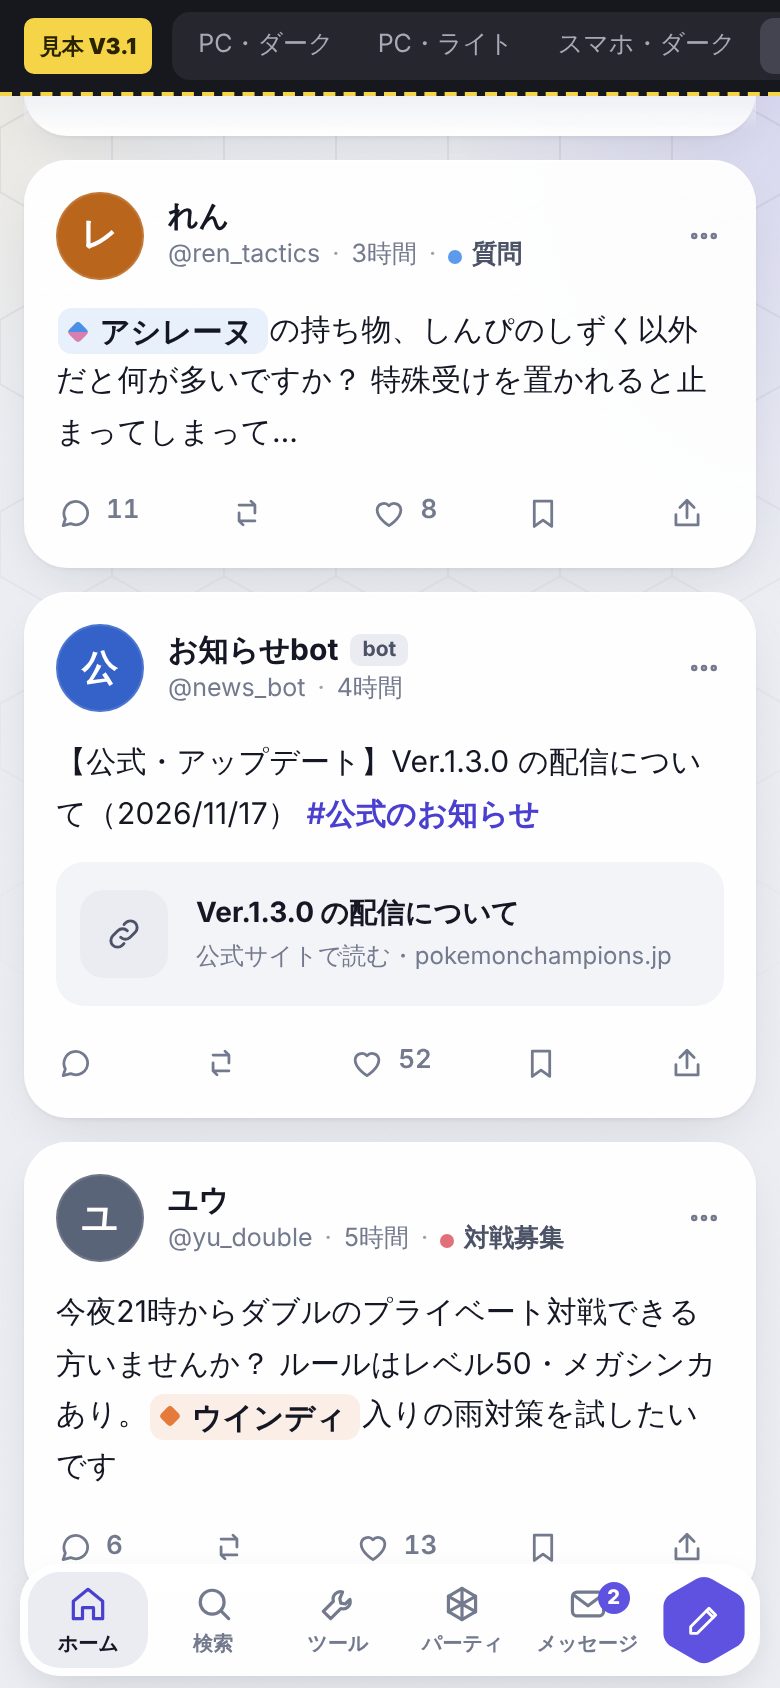 見本 V3.1
PC・ダーク
PC・ライト
スマホ・ダーク
レ
れん
@ren_tactics · 3時間 · 質問
アシレーヌの持ち物、しんぴのしずく以外
だと何が多いですか？ 特殊受けを置かれると止
まってしまって…
11
8
公
お知らせbot bot
@news_bot · 4時間
【公式・アップデート】Ver.1.3.0 の配信につい
て（2026/11/17） #公式のお知らせ
Ver.1.3.0 の配信について
公式サイトで読む・pokemonchampions.jp
52
ユ
ユウ
@yu_double · 5時間 · 対戦募集
今夜21時からダブルのプライベート対戦できる
方いませんか？ ルールはレベル50・メガシンカ
あり。ウインディ入りの雨対策を試したい
です
6
13
2
ホーム
検索
ツール
パーティ
メッセージ